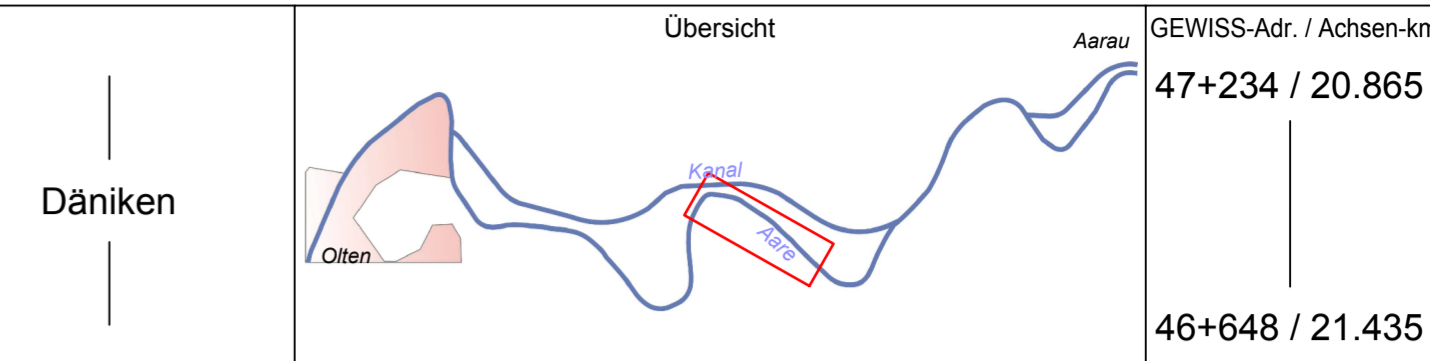 Däniken
Übersicht
Aarau
Kanal
Aare
Olten
GEWISS-Adr. / Achsen-km
47+234 / 20.865
46+648 / 21.435